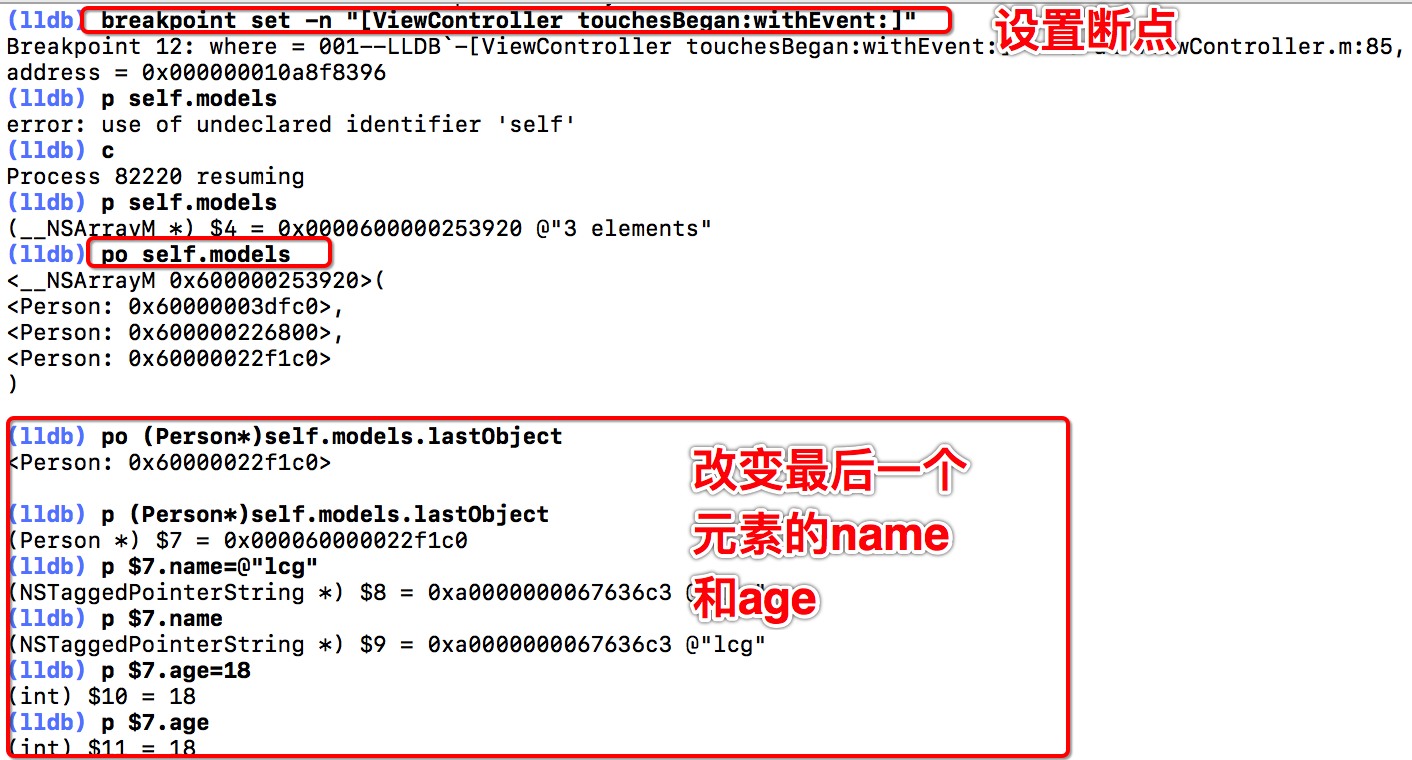 (lldb) breakpoint set -n "[ViewController touchesBegan:withEvent:]"
设置断点
Breakpoint 12: where = 001--LLDB`-[ViewController touchesBegan:withEvent: ViewController.m:85,
address = 0x000000010a8f8396
(lldb) p self.models
error: use of undeclared identifier 'self'
(lldb) c
Process 82220 resuming
(lldb) p self.models
(__NSArrayM *) $4 = 0x0000600000253920 @"3 elements"
(lldb) po self.models
<__NSArrayM 0x600000253920>(
<Person: 0x60000003dfc0>,
<Person: 0x600000226800>,
<Person: 0x60000022f1c0>
)
(lldb) po (Person*)self.models.lastObject
<Person: 0x60000022f1c0>
(lldb) p (Person*)self.models.lastObject
(Person *) $7 = 0x000060000022f1c0
(lldb) p $7.name=@"lcg"
(NSTaggedPointerString *) $8 = 0xa0000000067636c3
(lldb) p $7.name
(NSTaggedPointerString *) $9 = 0xa0000000067636c3 @"lcg"
(lldb) p $7.age=18
(int) $10 = 18
(lldb) p $7.age
(int) $11 = 18
改变最后一个
元素的name
和age